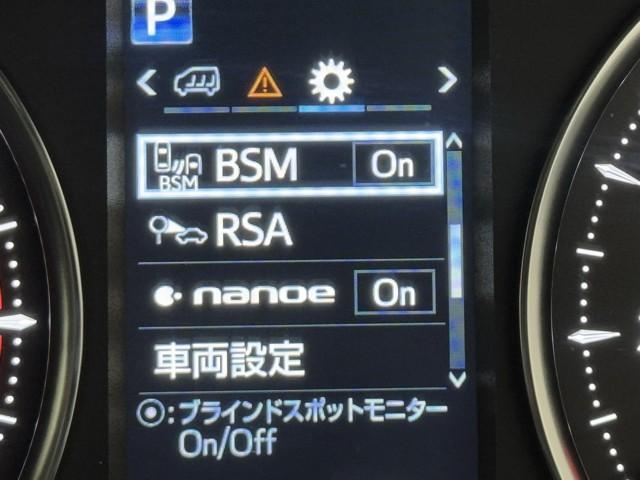 P
BSM
BSM On
RSA
nanoe On
車両設定
◉:ブラインドスポットモニター
On/Off